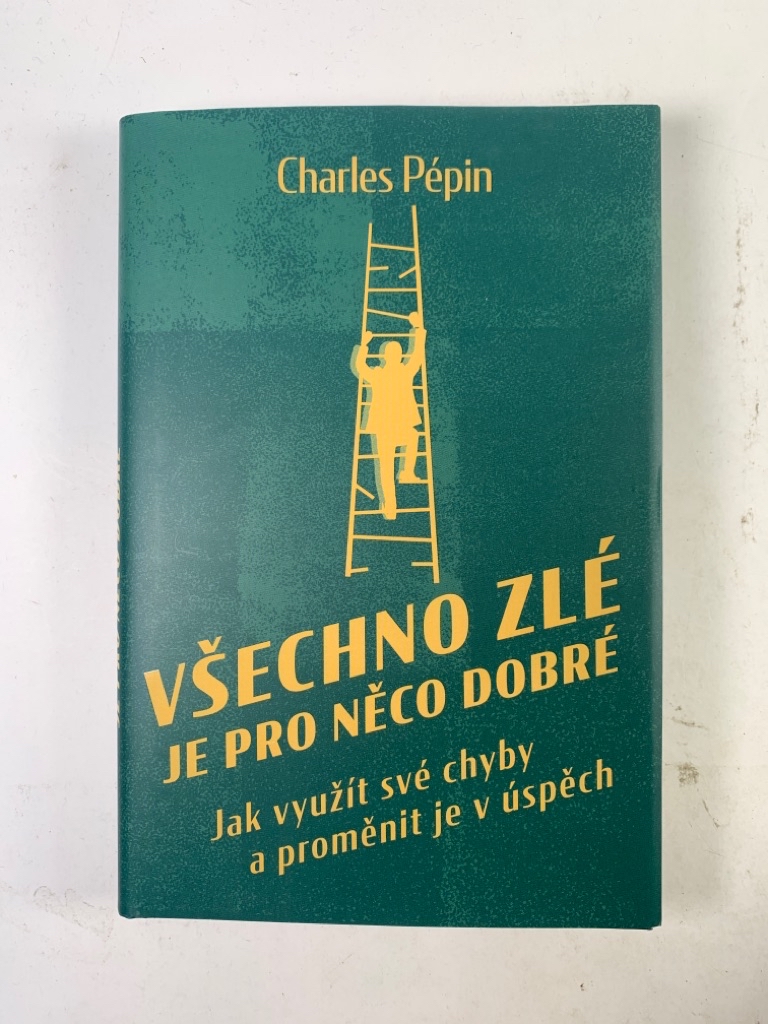 Charles Pépin
VŠECHNO ZLÉ
JE PRO NĚCO DOBRÉ
Jak využít své chyby
a proměnit je v úspěch